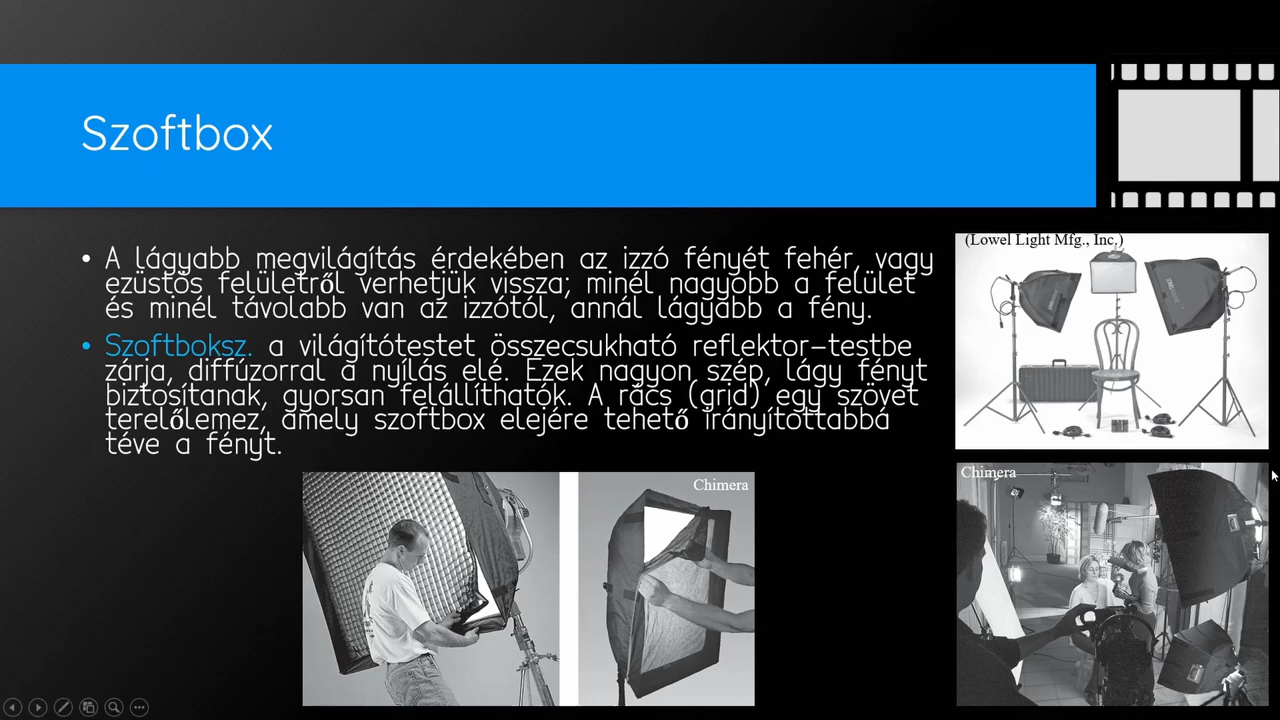 Szoftbox
• A lágyabb megvilágítás érdekében az izzó fényét fehér, vagy
ezüstös felületről verhetjük vissza; minél nagyobb a felület
és minél távolabb van az izzótól, annál lágyabb a fény.
• Szoftboksz. a világítótestet összecsukható reflektor-testbe
zárja, diffúzorral a nyílás elé. Ezek nagyon szép, lágy fényt
biztosítanak, gyorsan felállíthatók. A rács (grid) egy szövet
terelőlemez, amely szoftbox elejére tehető irányítottabbá
téve a fényt.
(Lowel Light Mfg., Inc.)
Chimera
Chimera